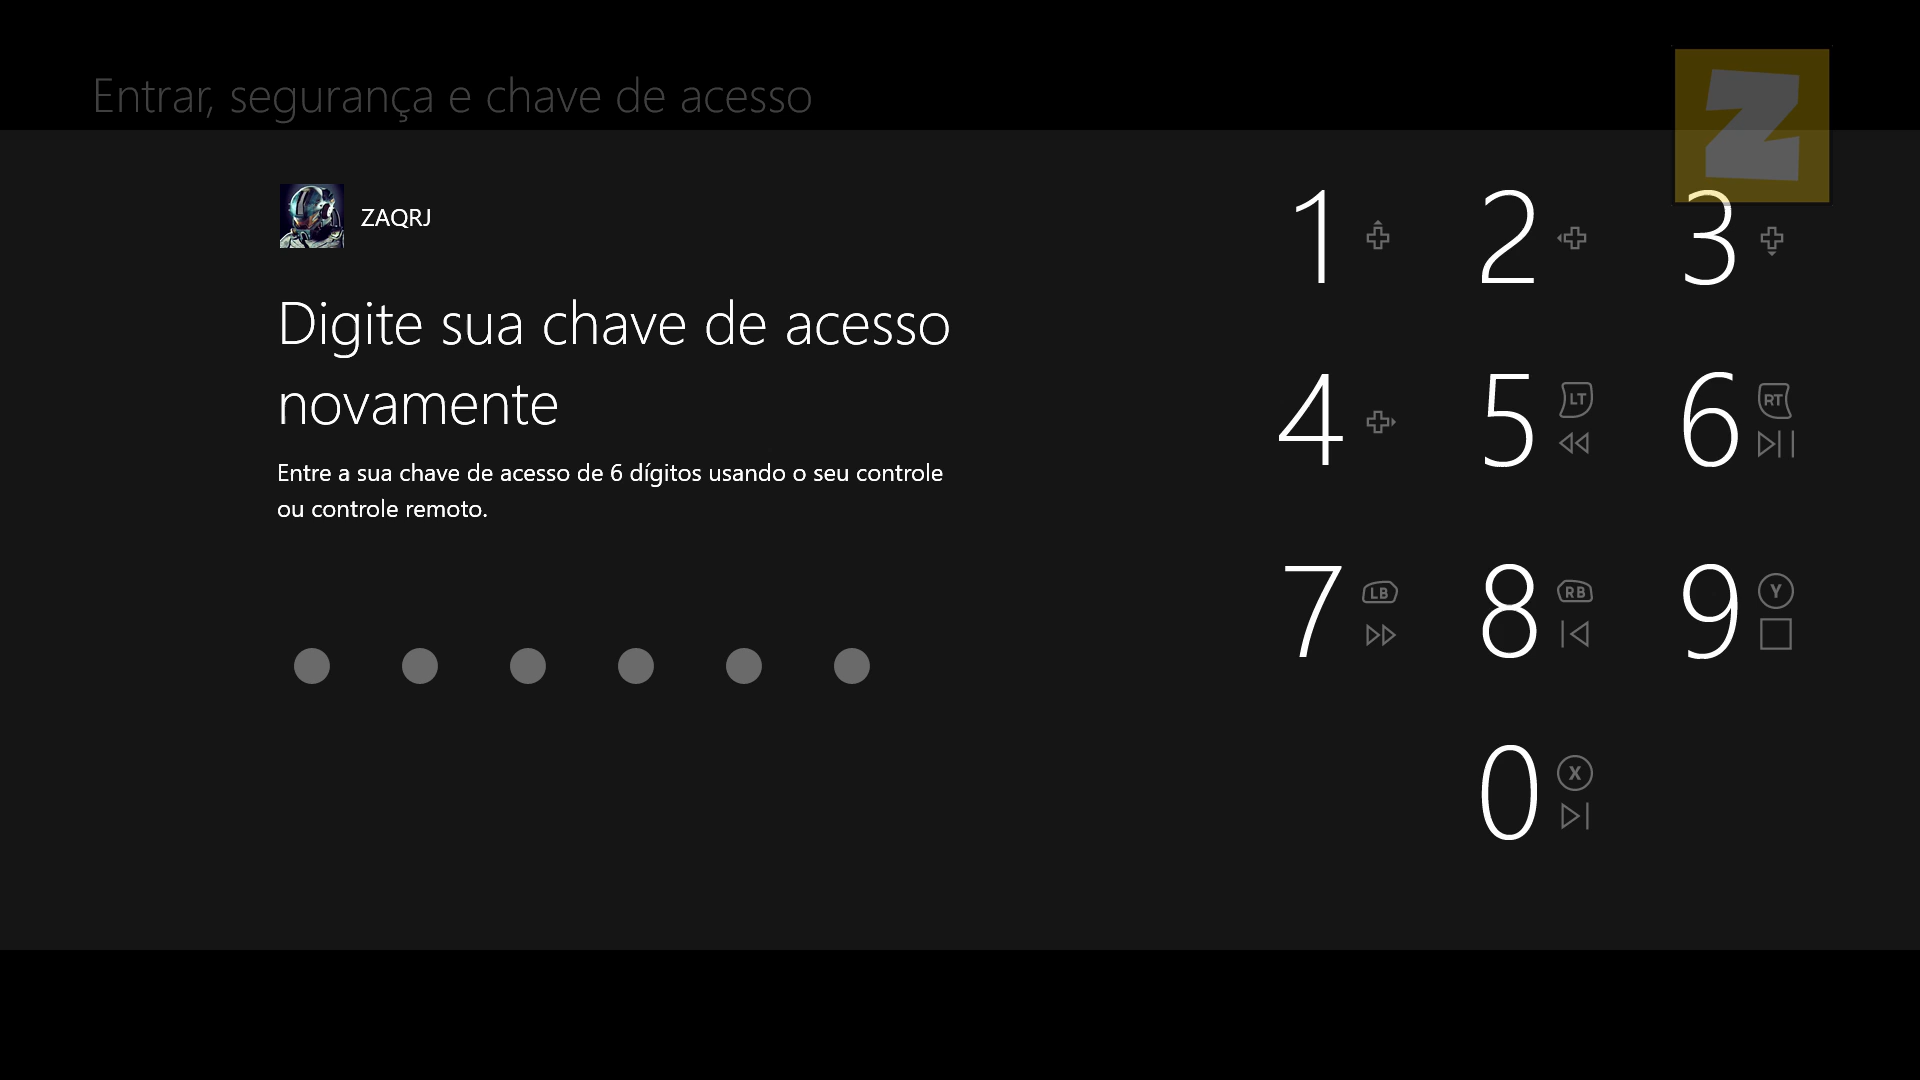 Entrar, segurança e chave de acesso
Z
ZAQRJ
Digite sua chave de acesso
novamente
Entre a sua chave de acesso de 6 dígitos usando o seu controle
ou controle remoto.
1 2 3
4 5 LT 6 RT
7 LB 8 RB 9 Y
0 X